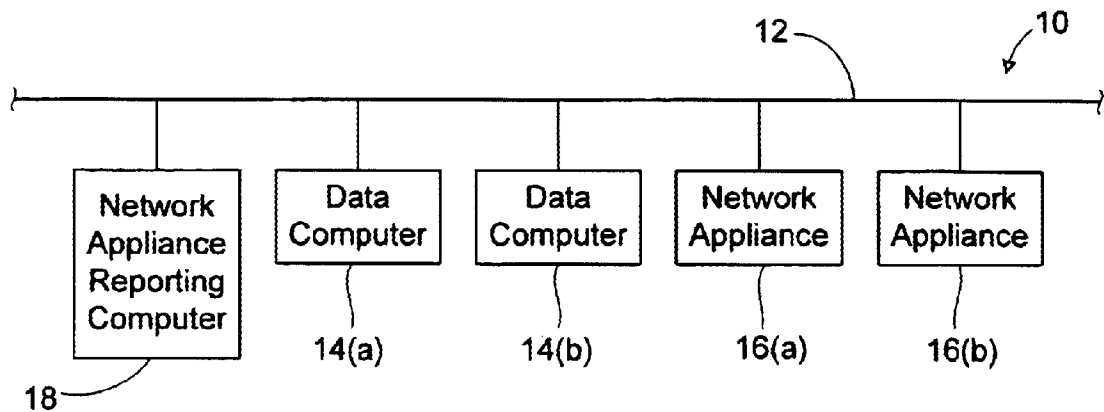 12
10
Network
Appliance
Reporting
Computer
Data
Computer
Data
Computer
Network
Appliance
Network
Appliance
14(a)
14(b)
16(a)
16(b)
18